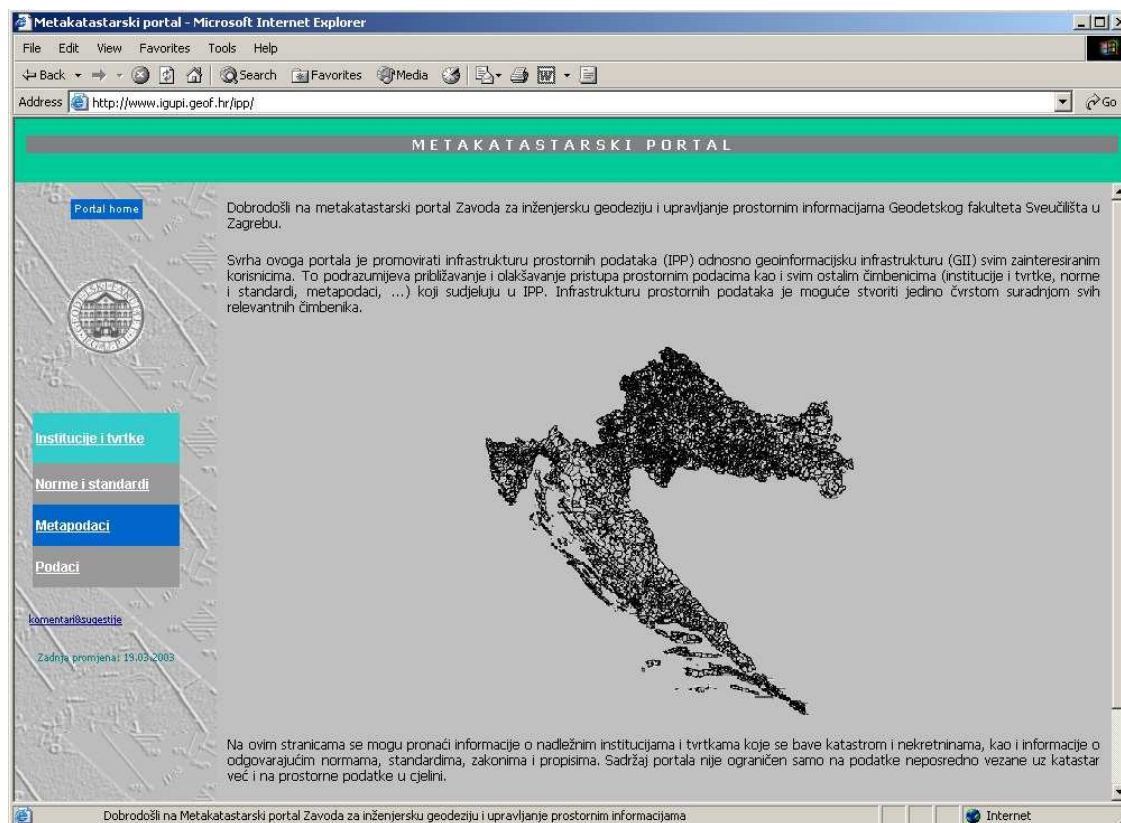 Metakatastarski portal - Microsoft Internet Explorer
File Edit View Favorites Tools Help
Back Search Favorites Media
Address http://www.igupi.geof.hr/ipp/ Go
METAKATASTARSKI PORTAL
Portal home
Dobrodošli na metakatastarski portal Zavoda za inženjersku geodeziju i upravljanje prostornim informacijama Geodetskog fakulteta Sveučilišta u
Zagrebu.
Svrha ovoga portala je promovirati infrastrukturu prostornih podataka (IPP) odnosno geoinformacijsku infrastrukturu (GII) svim zainteresiranim
korisnicima. To podrazumijeva približavanje i olakšavanje pristupa prostornim podacima kao i svim ostalim čimbenicima (institucije i tvrtke, norme
i standardi, metapodaci, ...) koji sudjeluju u IPP. Infrastrukturu prostornih podataka je moguće stvoriti jedino čvrstom suradnjom svih
relevantnih čimbenika.
Institucije i tvrtke
Norme i standardi
Metapodaci
Podaci
komentari&sugestije
Zadnja promjena: 19.03.2003
Na ovim stranicama se mogu pronaći informacije o nadležnim institucijama i tvrtkama koje se bave katastrom i nekretninama, kao i informacije o
odgovarajućim normama, standardima, zakonima i propisima. Sadržaj portala nije ograničen samo na podatke neposredno vezane uz katastar
već i na prostorne podatke u cjelini.
Dobrodošli na Metakatastarski portal Zavoda za inženjersku geodeziju i upravljanje prostornim informacijama Internet